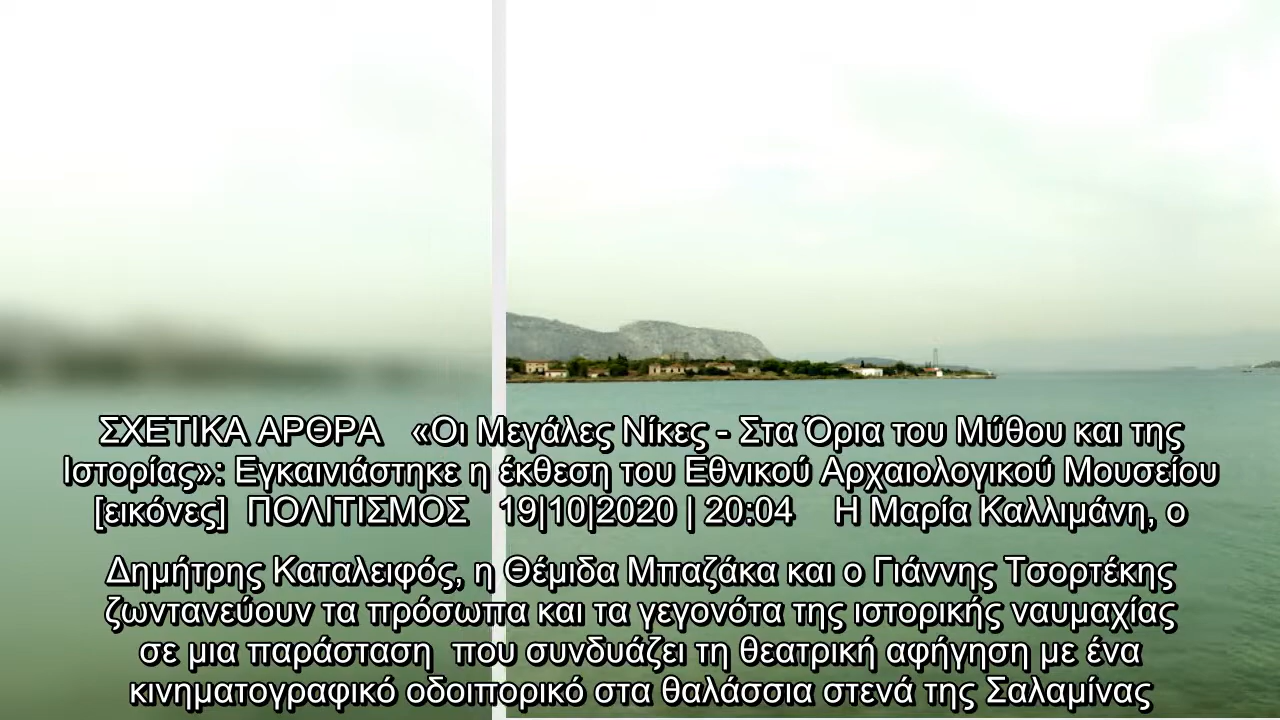 ΣΧΕΤΙΚΑ ΑΡΘΡΑ   «Οι Μεγάλες Νίκες - Στα Όρια του Μύθου και της
Ιστορίας»: Εγκαινιάστηκε η έκθεση του Εθνικού Αρχαιολογικού Μουσείου
[εικόνες]  ΠΟΛΙΤΙΣΜΟΣ   19|10|2020 | 20:04    Η Μαρία Καλλιμάνη, ο
Δημήτρης Καταλειφός, η Θέμιδα Μπαζάκα και ο Γιάννης Τσορτέκης
ζωντανεύουν τα πρόσωπα και τα γεγονότα της ιστορικής ναυμαχίας
σε μια παράσταση  που συνδυάζει τη θεατρική αφήγηση με ένα
κινηματογραφικό οδοιπορικό στα θαλάσσια στενά της Σαλαμίνας